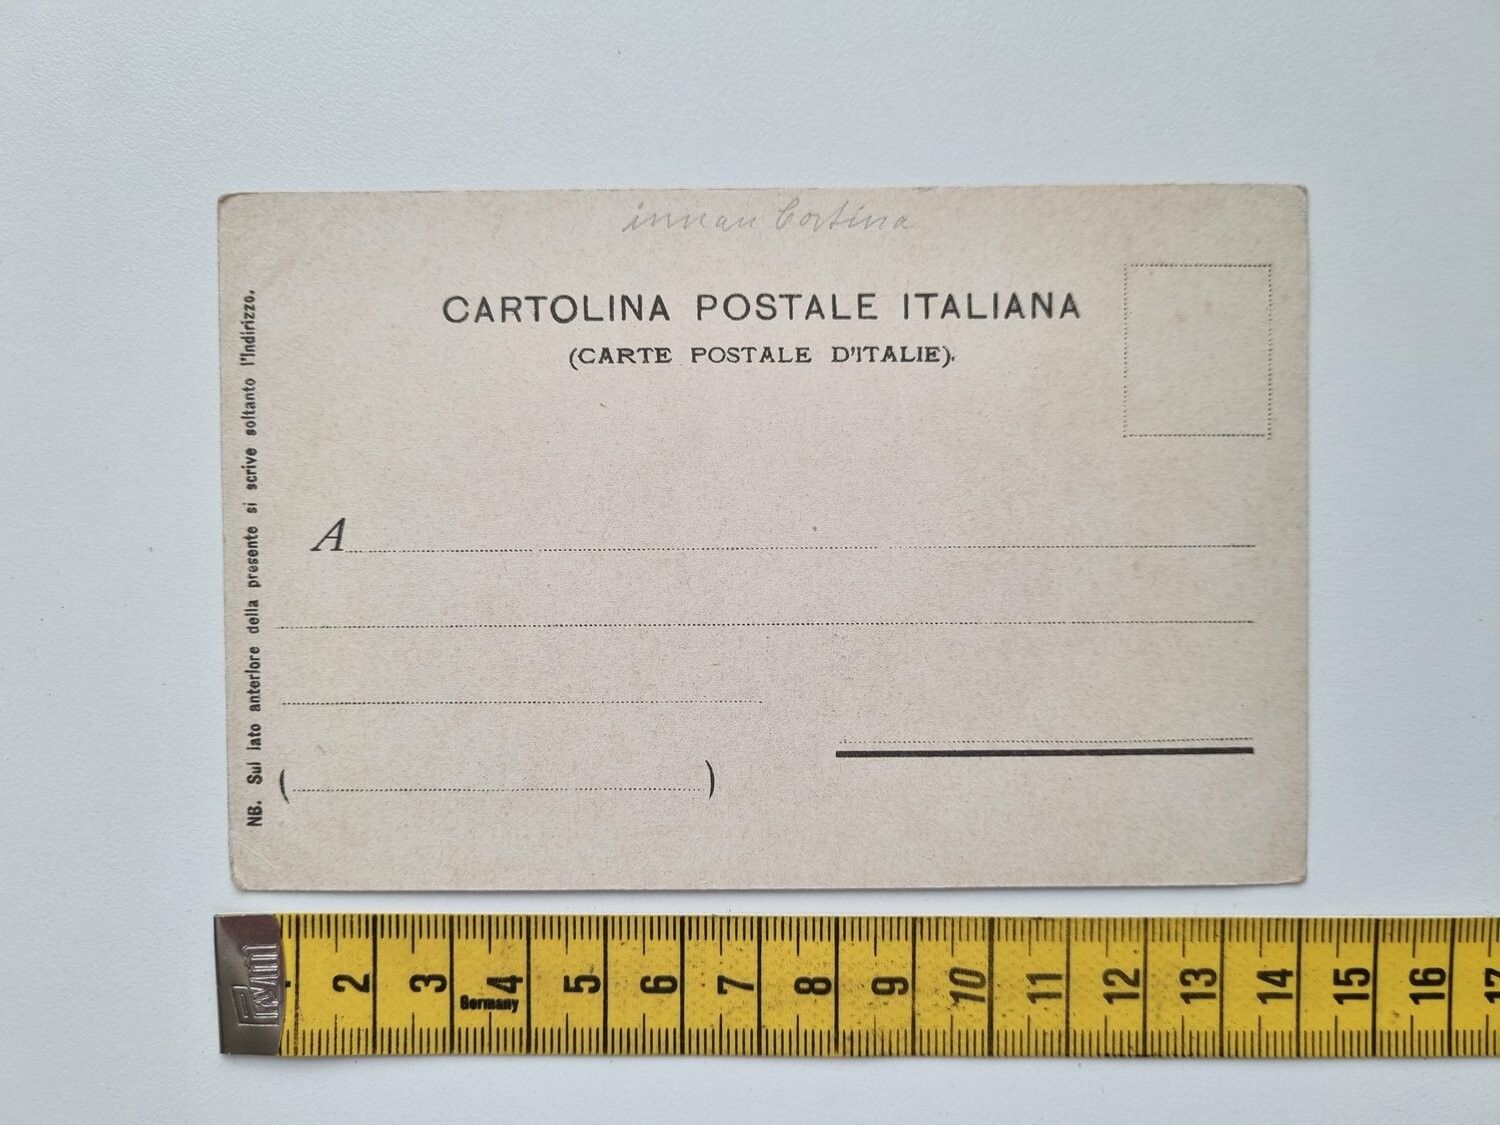 innan Cortina
CARTOLINA POSTALE ITALIANA
(CARTE POSTALE D'ITALIE).
NB. Sul lato anteriore della presente si scrive soltanto l'Indirizzo.
A
( )
Prym
2 3 4 5 6 7 8 9 10 11 12 13 14 15 16 17
Germany